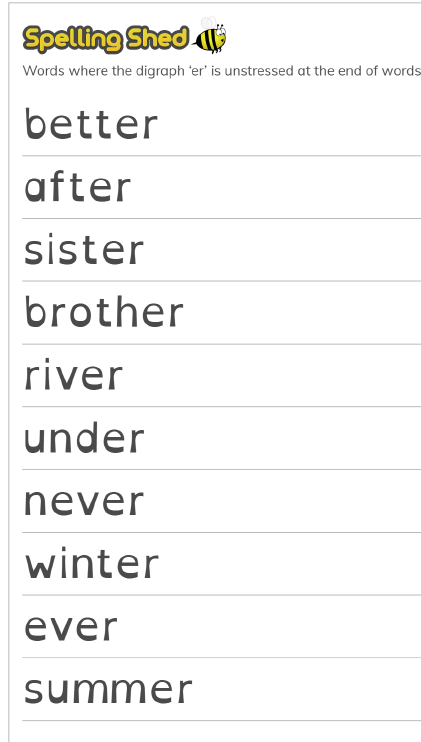 Spelling Shed
Words where the digraph ‘er’ is unstressed at the end of words
better
after
sister
brother
river
under
never
winter
ever
summer